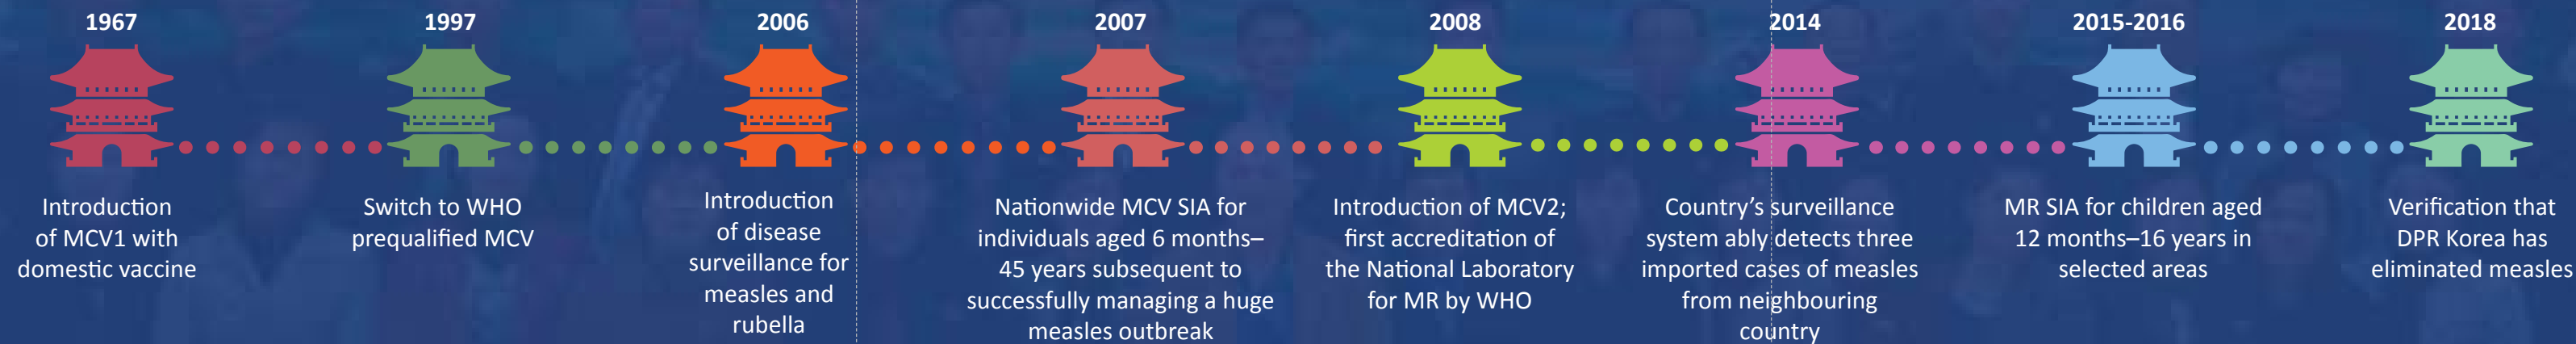 1967
Introduction
of MCV1 with
domestic vaccine
1997
Switch to WHO
prequalified MCV
2006
Introduction
of disease
surveillance for
measles and
rubella
2007
Nationwide MCV SIA for
individuals aged 6 months–
45 years subsequent to
successfully managing a huge
measles outbreak
2008
Introduction of MCV2;
first accreditation of
the National Laboratory
for MR by WHO
2014
Country’s surveillance
system ably detects three
imported cases of measles
from neighbouring
country
2015-2016
MR SIA for children aged
12 months–16 years in
selected areas
2018
Verification that
DPR Korea has
eliminated measles